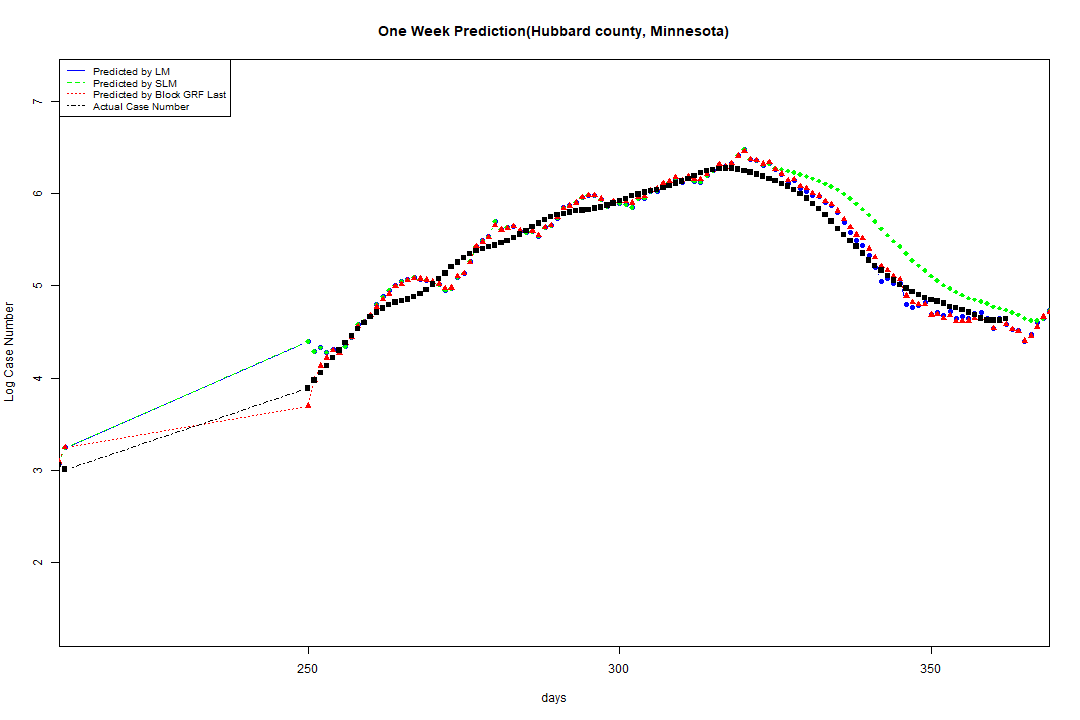 One Week Prediction(Hubbard county, Minnesota)
Predicted by LM
Predicted by SLM
Predicted by Block GRF Last
Actual Case Number
7
6
5
4
3
2
Log Case Number
250 300 350
days